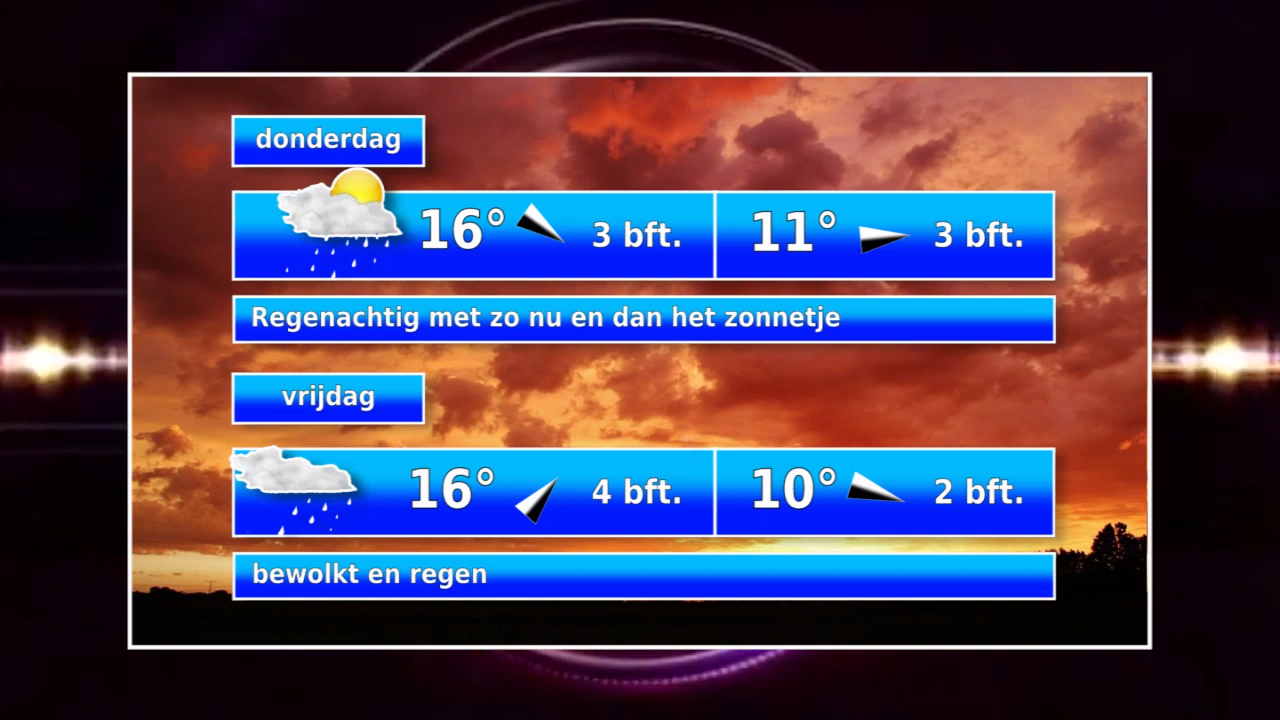 donderdag
16° 3 bft. 11° 3 bft.
Regenachtig met zo nu en dan het zonnetje
vrijdag
16° 4 bft. 10° 2 bft.
bewolkt en regen